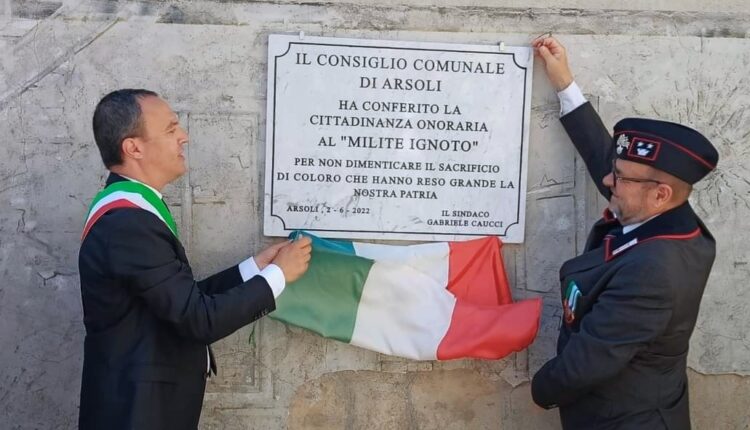 IL CONSIGLIO COMUNALE
DI ARSOLI
HA CONFERITO LA
CITTADINANZA ONORARIA
AL "MILITE IGNOTO"
PER NON DIMENTICARE IL SACRIFICIO
DI COLORO CHE HANNO RESO GRANDE LA
NOSTRA PATRIA
ARSOLI, 2-6-2022
IL SINDACO
GABRIELE CAUCCI